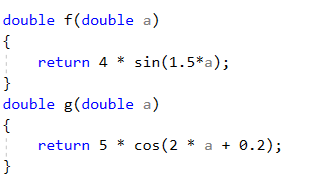 double f(double a)
{
    return 4 * sin(1.5*a);
}
double g(double a)
{
    return 5 * cos(2 * a + 0.2);
}